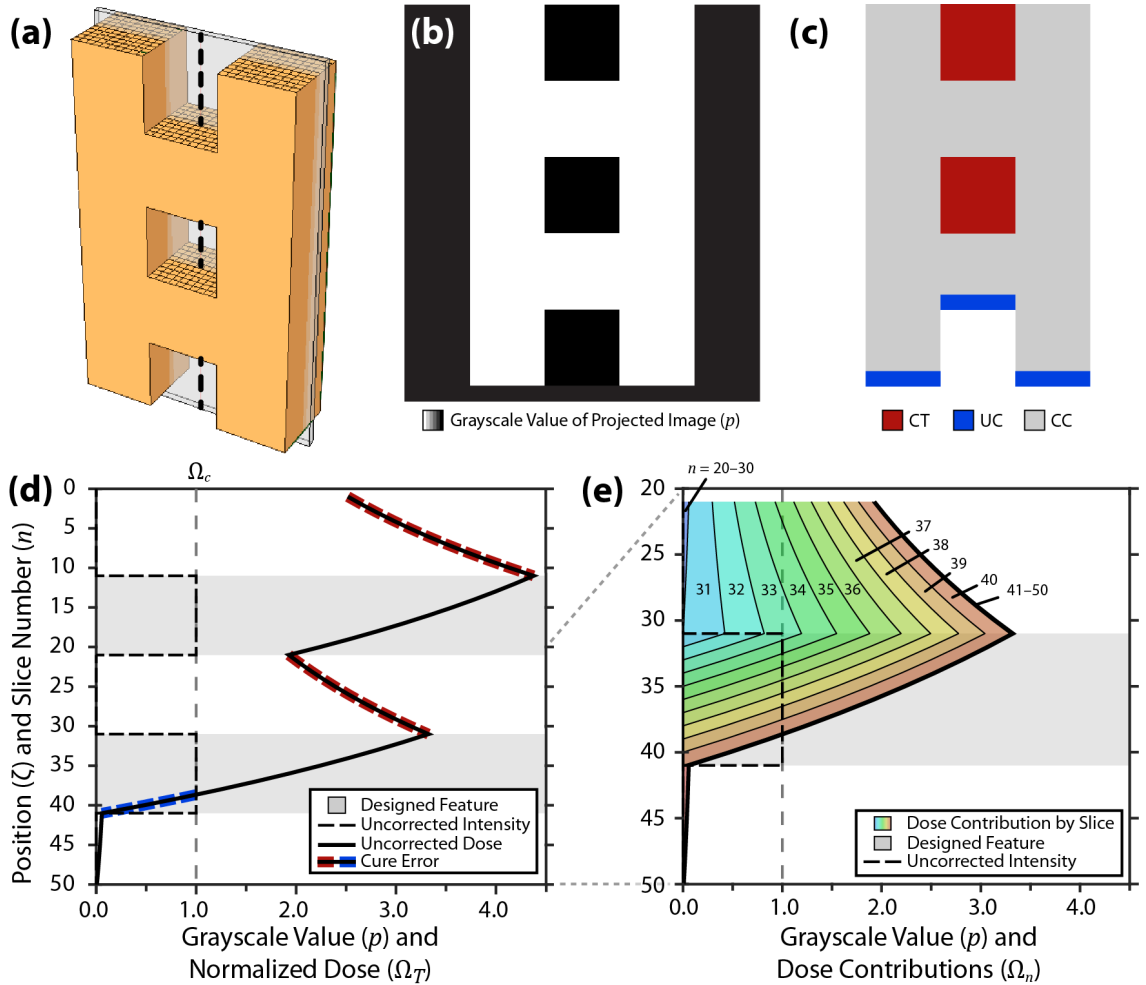 (a)
(b)
Grayscale Value of Projected Image (p)
(c)
CT UC CC
(d)
Ωc
0
5
10
15
20
25
30
35
40
45
50
0.0 1.0 2.0 3.0 4.0
Position (ζ) and Slice Number (n)
Grayscale Value (p) and
Normalized Dose (ΩT)
Designed Feature
Uncorrected Intensity
Uncorrected Dose
Cure Error
(e)
n = 20–30
20
25
30
35
40
45
50
31 32 33 34 35 36
37
38
39
40
41–50
0.0 1.0 2.0 3.0 4.0
Grayscale Value (p) and
Dose Contributions (Ωn)
Dose Contribution by Slice
Designed Feature
Uncorrected Intensity